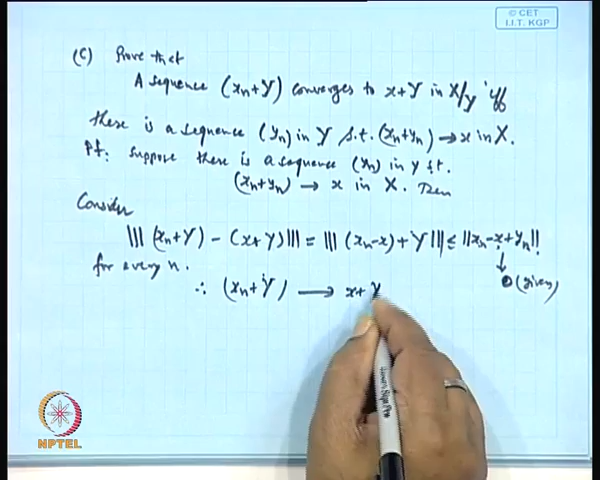 © CET
I.I.T. KGP
(C) Prove that
A sequence (xn+Y) converges to x+Y in X/Y iff
there is a sequence (yn) in Y s.t. (xn+yn) → x in X.
Pf: Suppose there is a sequence (yn) in Y st.
(xn+yn) → x in X. Then
Consider
||| (xn+Y) - (x+Y) ||| = ||| (xn-x)+Y ||| ≤ ||xn-x+yn||
for every n.
↓
0 (given)
∴ (xn+Y) → x+Y
NPTEL